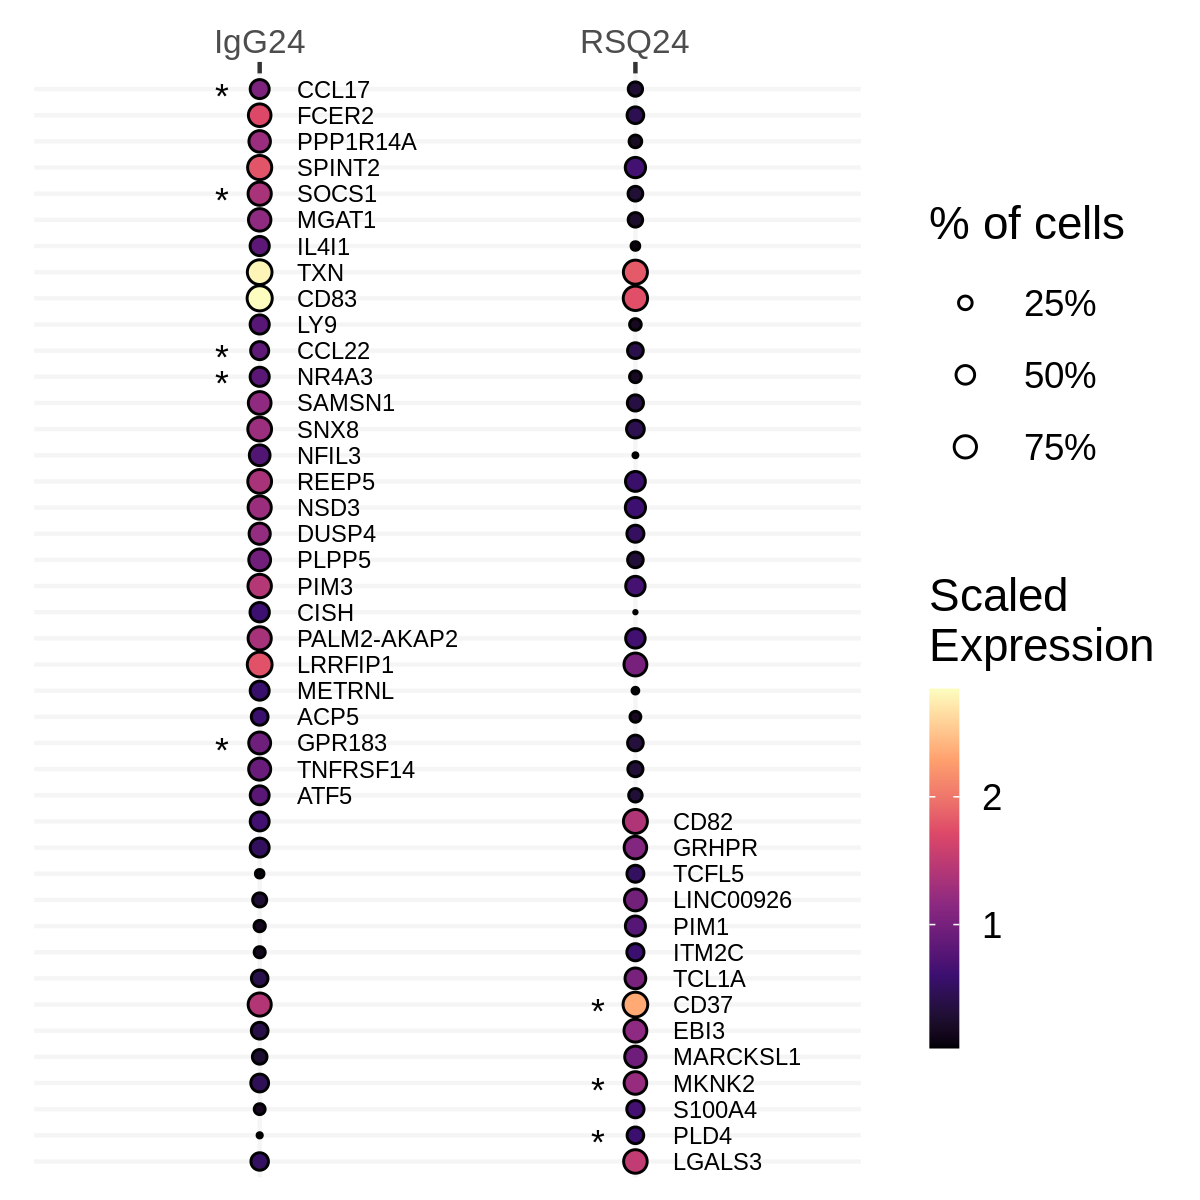 IgG24 RSQ24
* CCL17
FCER2
PPP1R14A
SPINT2
* SOCS1
MGAT1
IL4I1
TXN
CD83
LY9
* CCL22
* NR4A3
SAMSN1
SNX8
NFIL3
REEP5
NSD3
DUSP4
PLPP5
PIM3
CISH
PALM2-AKAP2
LRRFIP1
METRNL
ACP5
* GPR183
TNFRSF14
ATF5
CD82
GRHPR
TCFL5
LINC00926
PIM1
ITM2C
TCL1A
* CD37
EBI3
MARCKSL1
* MKNK2
S100A4
* PLD4
LGALS3
% of cells
25%
50%
75%
Scaled
Expression
2
1